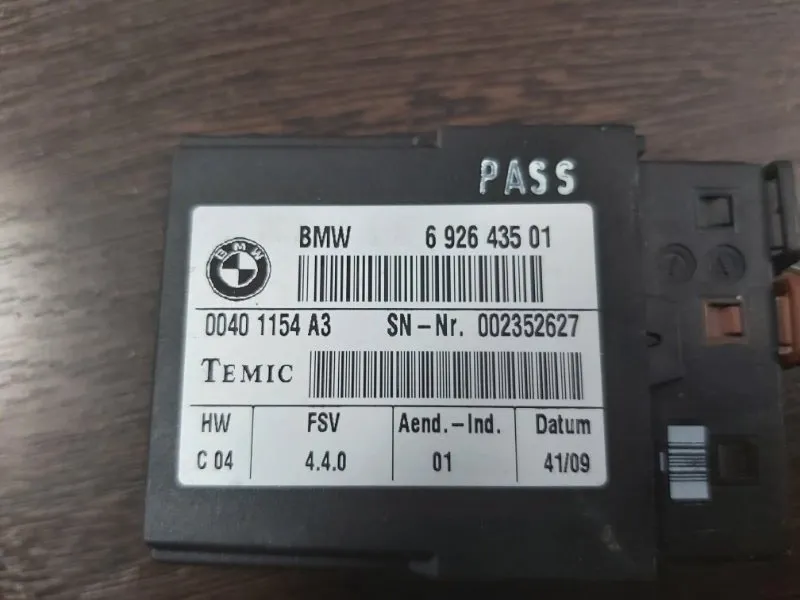 PASS
BMW 6 926 435 01
BMW
0040 1154 A3 SN-Nr. 002352627
TEMIC
HW FSV Aend.-Ind. Datum
C 04 4.4.0 01 41/09